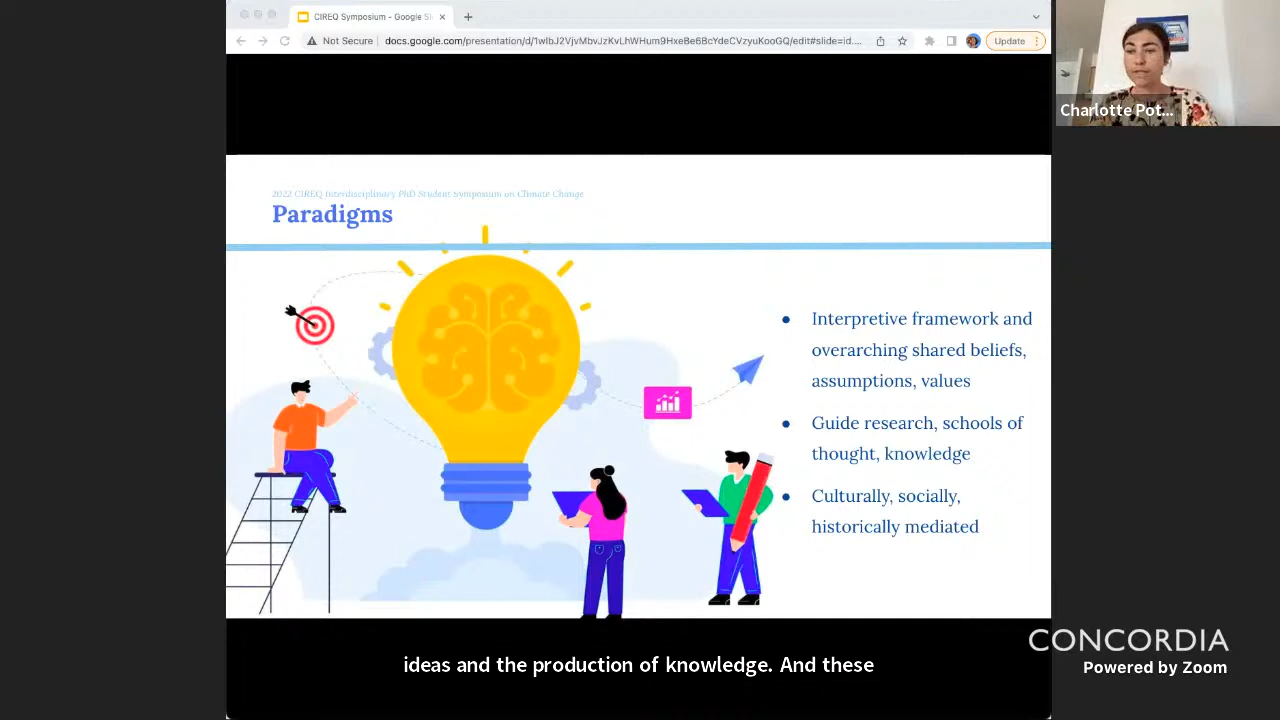 CIREQ Symposium - Google Sl
Not Secure
docs.google.com/presentation/d/1wlbJ2VjvMbvJzKvLhWHum9HxeBe6BcYdeCVzyuKooGQ/edit#slide=id....
Update
Charlotte Pot...
2022 CIREQ Interdisciplinary PhD Student Symposium on Climate Change
Paradigms
• Interpretive framework and
overarching shared beliefs,
assumptions, values
• Guide research, schools of
thought, knowledge
• Culturally, socially,
historically mediated
ideas and the production of knowledge. And these
CONCORDIA
Powered by Zoom